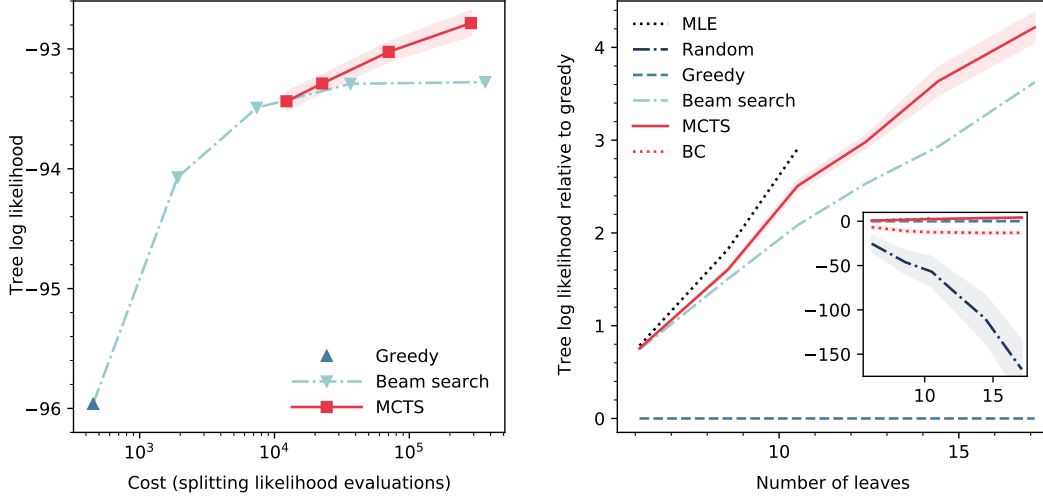 Tree log likelihood
−93
−94
−95
−96
10³
10⁴
10⁵
Cost (splitting likelihood evaluations)
Greedy
Beam search
MCTS
Tree log likelihood relative to greedy
4
3
2
1
0
10
15
Number of leaves
MLE
Random
Greedy
Beam search
MCTS
BC
0
−50
−100
−150
10
15